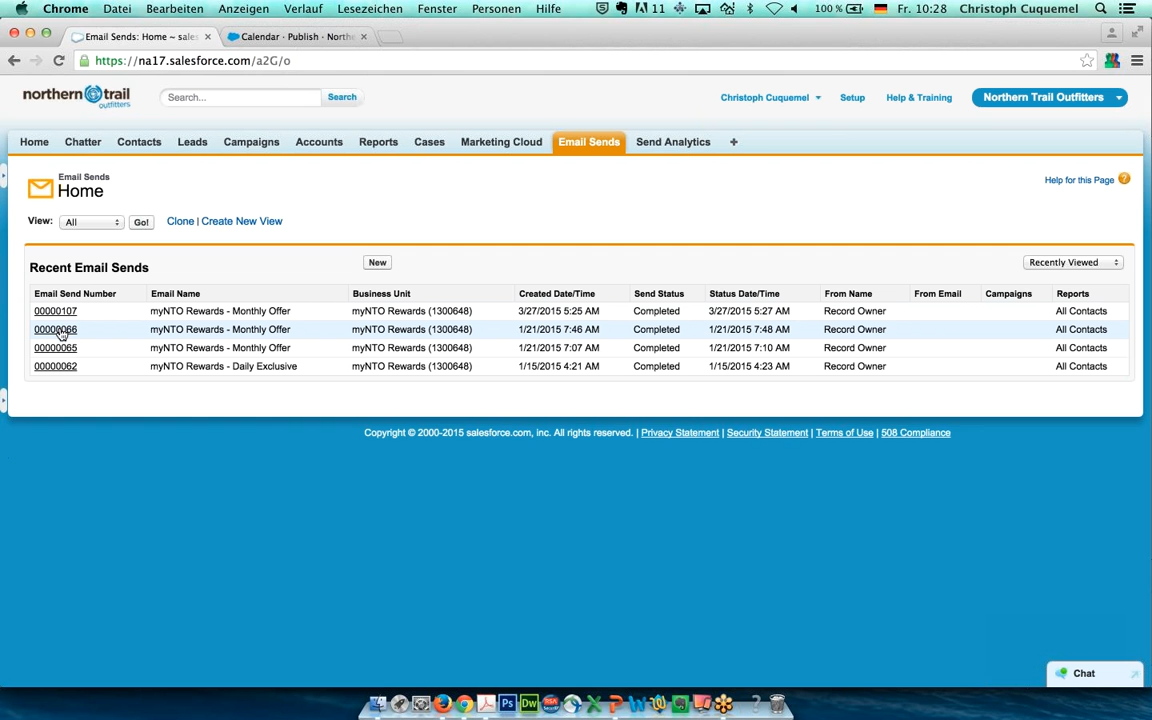 Chrome Datei Bearbeiten Anzeigen Verlauf Lesezeichen Fenster Personen Hilfe 11 100 % Fr. 10:28 Christoph Cuquemel
Email Sends: Home ~ sales Calendar · Publish · Northe
https://na17.salesforce.com/a2G/o
northern trail outfitters Search... Search Christoph Cuquemel Setup Help & Training Northern Trail Outfitters
Home Chatter Contacts Leads Campaigns Accounts Reports Cases Marketing Cloud Email Sends Send Analytics +
Email Sends
Home
Help for this Page ?
View: All Go! Clone | Create New View
Recent Email Sends New Recently Viewed
Email Send Number Email Name Business Unit Created Date/Time Send Status Status Date/Time From Name From Email Campaigns Reports
00000107 myNTO Rewards - Monthly Offer myNTO Rewards (1300648) 3/27/2015 5:25 AM Completed 3/27/2015 5:27 AM Record Owner All Contacts
00000066 myNTO Rewards - Monthly Offer myNTO Rewards (1300648) 1/21/2015 7:46 AM Completed 1/21/2015 7:48 AM Record Owner All Contacts
00000065 myNTO Rewards - Monthly Offer myNTO Rewards (1300648) 1/21/2015 7:07 AM Completed 1/21/2015 7:10 AM Record Owner All Contacts
00000062 myNTO Rewards - Daily Exclusive myNTO Rewards (1300648) 1/15/2015 4:21 AM Completed 1/15/2015 4:23 AM Record Owner All Contacts
Copyright © 2000-2015 salesforce.com, inc. All rights reserved. | Privacy Statement | Security Statement | Terms of Use | 508 Compliance
Chat
Ps Dw